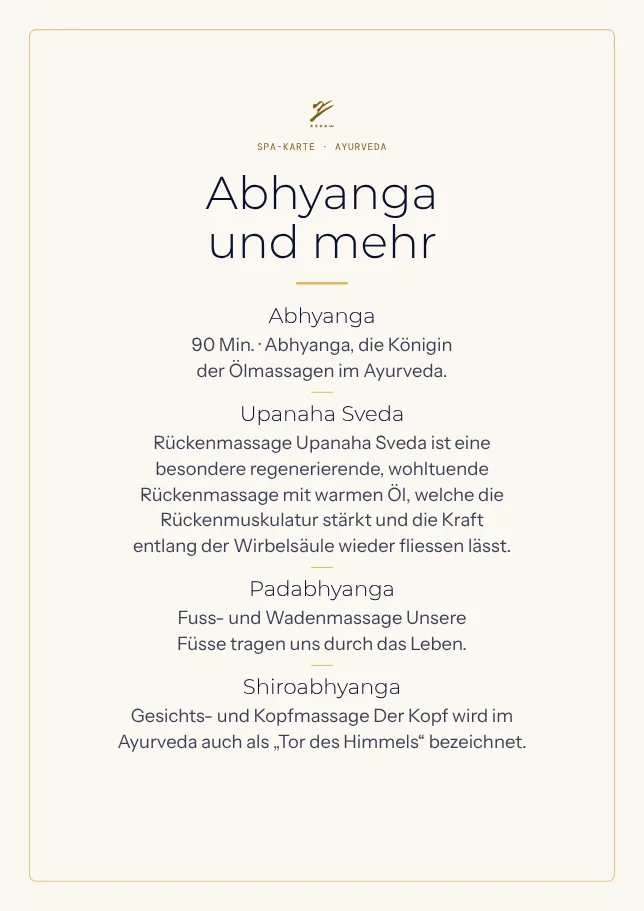 SPA-KARTE · AYURVEDA
Abhyanga
und mehr
Abhyanga
90 Min. · Abhyanga, die Königin
der Ölmassagen im Ayurveda.
Upanaha Sveda
Rückenmassage Upanaha Sveda ist eine
besondere regenerierende, wohltuende
Rückenmassage mit warmen Öl, welche die
Rückenmuskulatur stärkt und die Kraft
entlang der Wirbelsäule wieder fliessen lässt.
Padabhyanga
Fuss- und Wadenmassage Unsere
Füsse tragen uns durch das Leben.
Shiroabhyanga
Gesichts- und Kopfmassage Der Kopf wird im
Ayurveda auch als „Tor des Himmels“ bezeichnet.